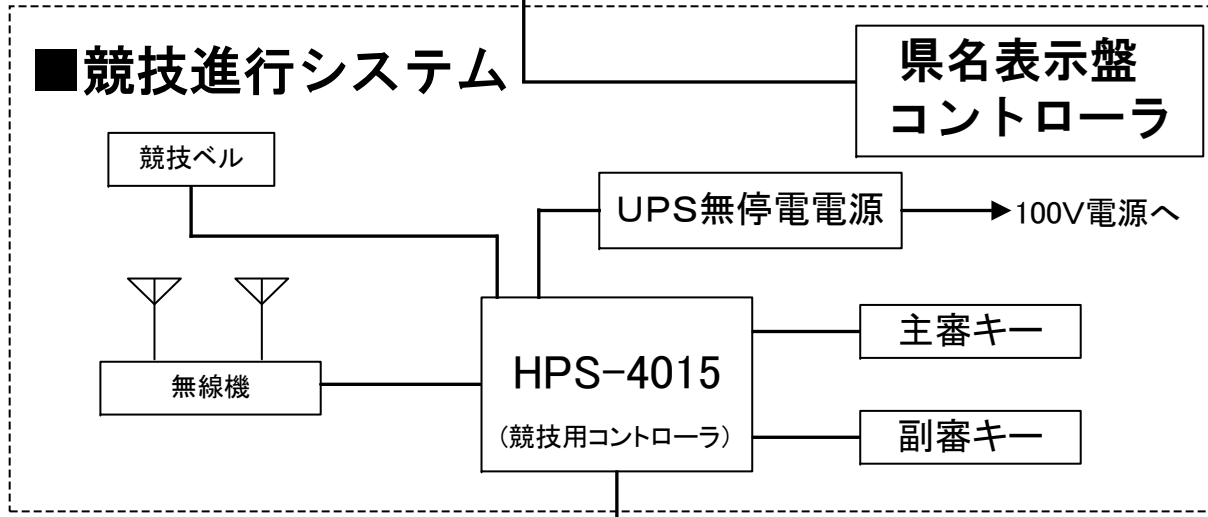 ■競技進行システム
県名表示盤
コントローラ
競技ベル
UPS無停電電源
100V電源へ
無線機
HPS-4015
(競技用コントローラ)
主審キー
副審キー